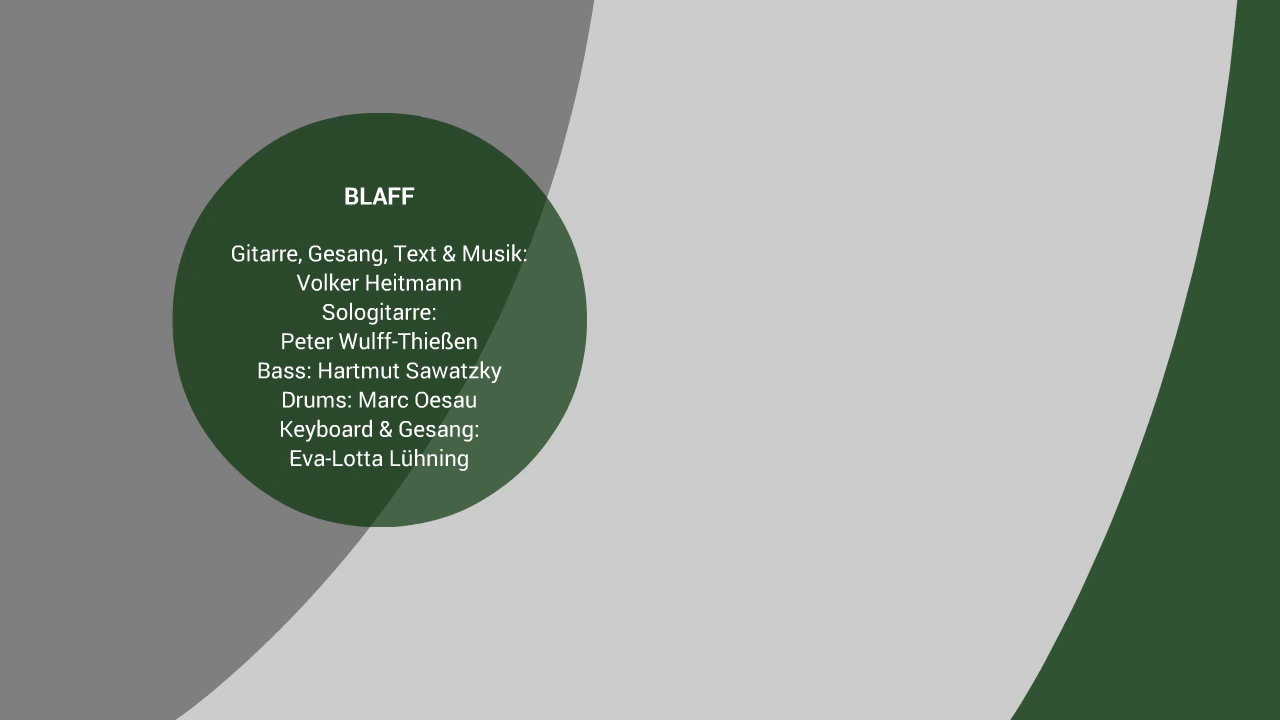 BLAFF
Gitarre, Gesang, Text & Musik:
Volker Heitmann
Sologitarre:
Peter Wulff-Thießen
Bass: Hartmut Sawatzky
Drums: Marc Oesau
Keyboard & Gesang:
Eva-Lotta Lühning